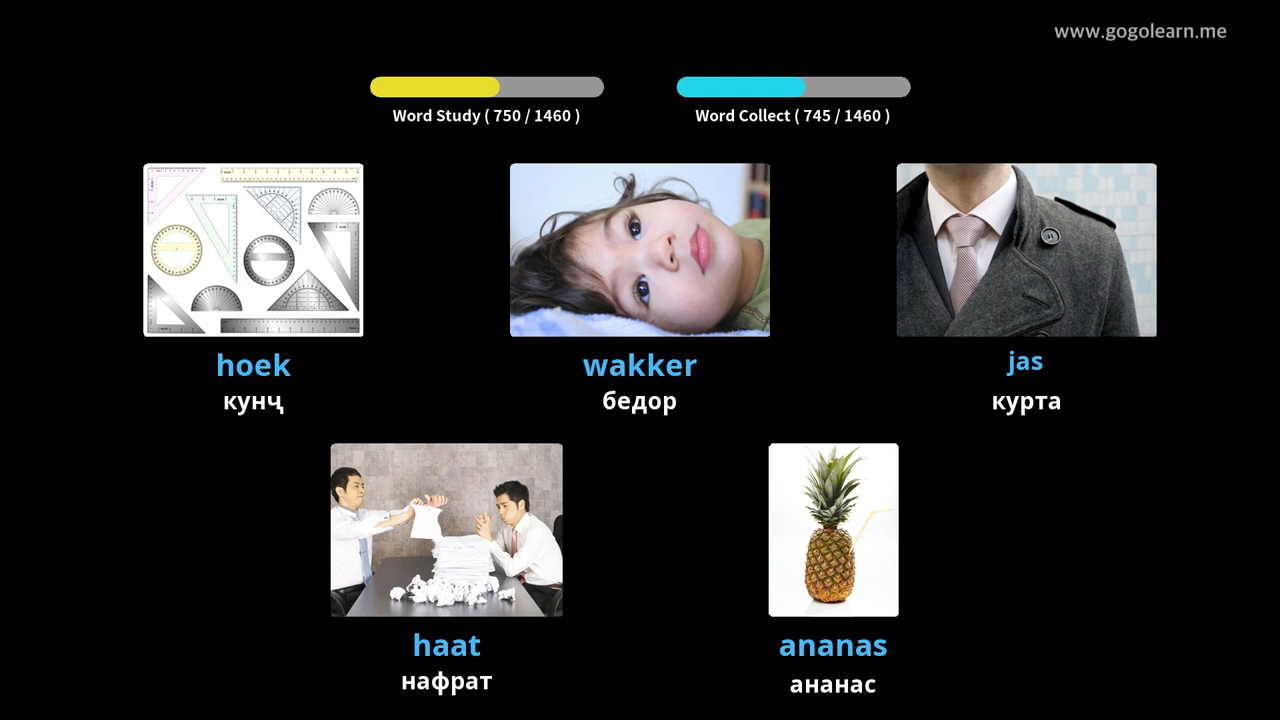 www.gogolearn.me
Word Study ( 750 / 1460 )
Word Collect ( 745 / 1460 )
hoek
кунҷ
wakker
бедор
jas
курта
haat
нафрат
ananas
ананас